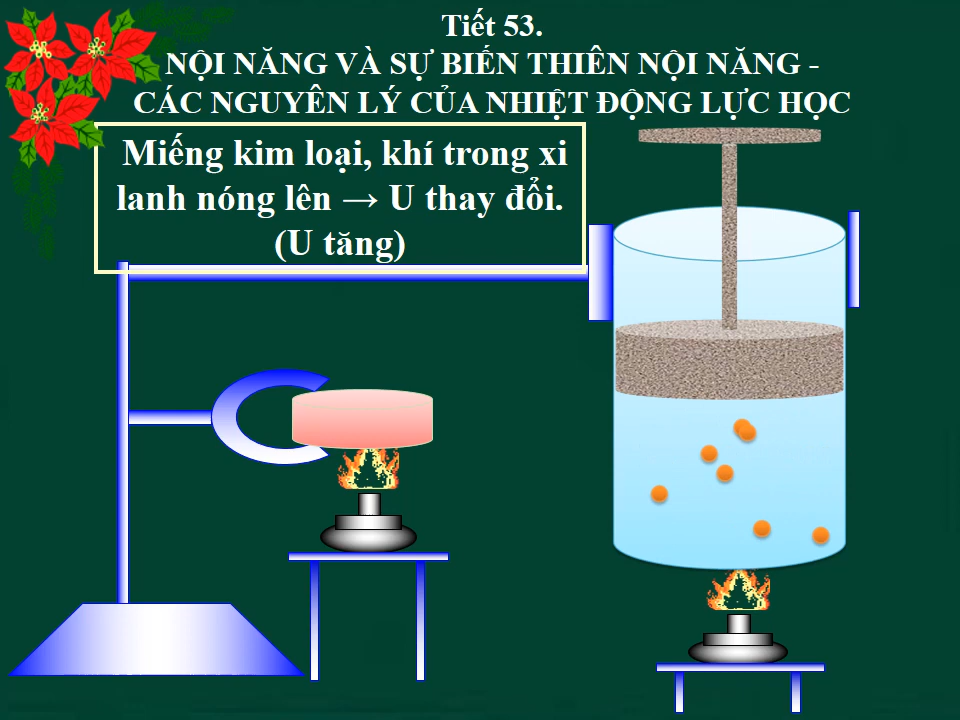 Tiết 53.
NỘI NĂNG VÀ SỰ BIẾN THIÊN NỘI NĂNG -
CÁC NGUYÊN LÝ CỦA NHIỆT ĐỘNG LỰC HỌC
Miếng kim loại, khí trong xi
lanh nóng lên → U thay đổi.
(U tăng)